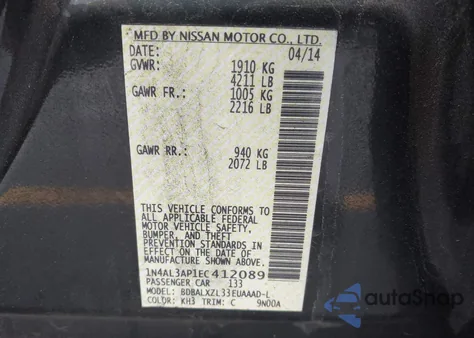 MFD BY NISSAN MOTOR CO., LTD.
DATE: 04/14
GVWR: 1910 KG
4211 LB
GAWR FR.: 1005 KG
2216 LB
GAWR RR.: 940 KG
2072 LB
THIS VEHICLE CONFORMS TO
ALL APPLICABLE FEDERAL
MOTOR VEHICLE SAFETY,
BUMPER, AND THEFT
PREVENTION STANDARDS IN
EFFECT ON THE DATE OF
MANUFACTURE SHOWN ABOVE.
1N4AL3AP1EC412089
PASSENGER CAR 133
MODEL: BDBALXZL33EUAAAD-L
COLOR: KH3 TRIM: C 9N00A
AutoSnap